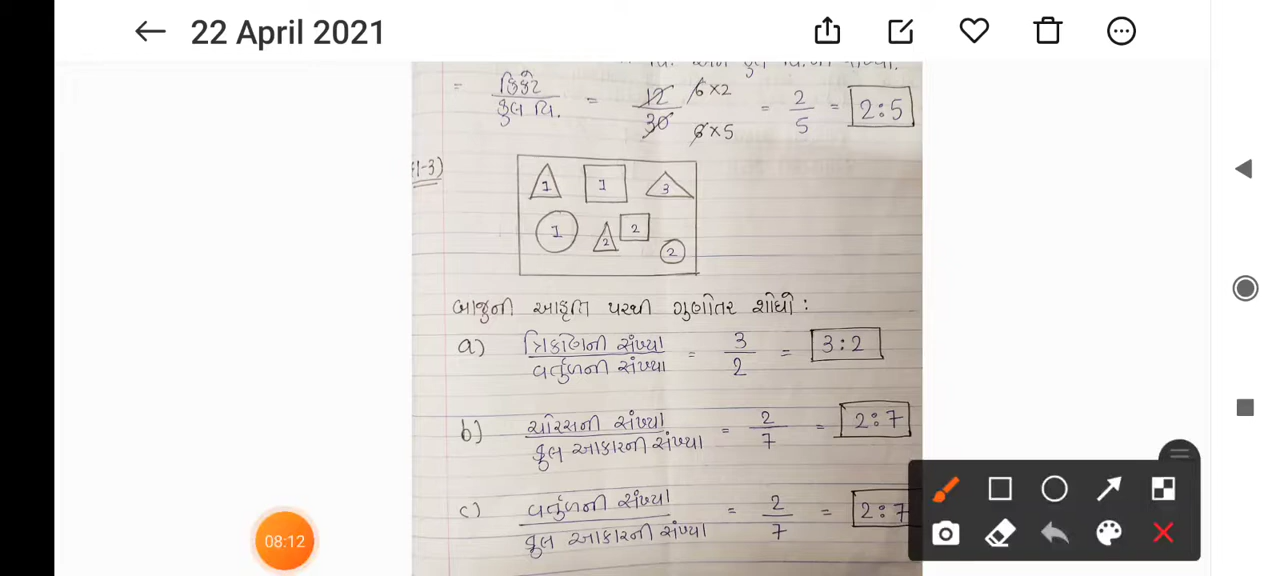 22 April 2021
= ક્રિકેટ / કુલ વિ. = 12 / 30 6 × 2 / 6 × 5 = 2 / 5 = 2 : 5
1-3)
1 1 3
1 2 2 2
બાજુની આકૃતિ પરથી ગુણોતર શોધો :
a) ત્રિકોણની સંખ્યા / વર્તુળની સંખ્યા = 3 / 2 = 3 : 2
b) ચોરસની સંખ્યા / કુલ આકારની સંખ્યા = 2 / 7 = 2 : 7
c) વર્તુળની સંખ્યા / કુલ આકારની સંખ્યા = 2 / 7 = 2 : 7
08:12